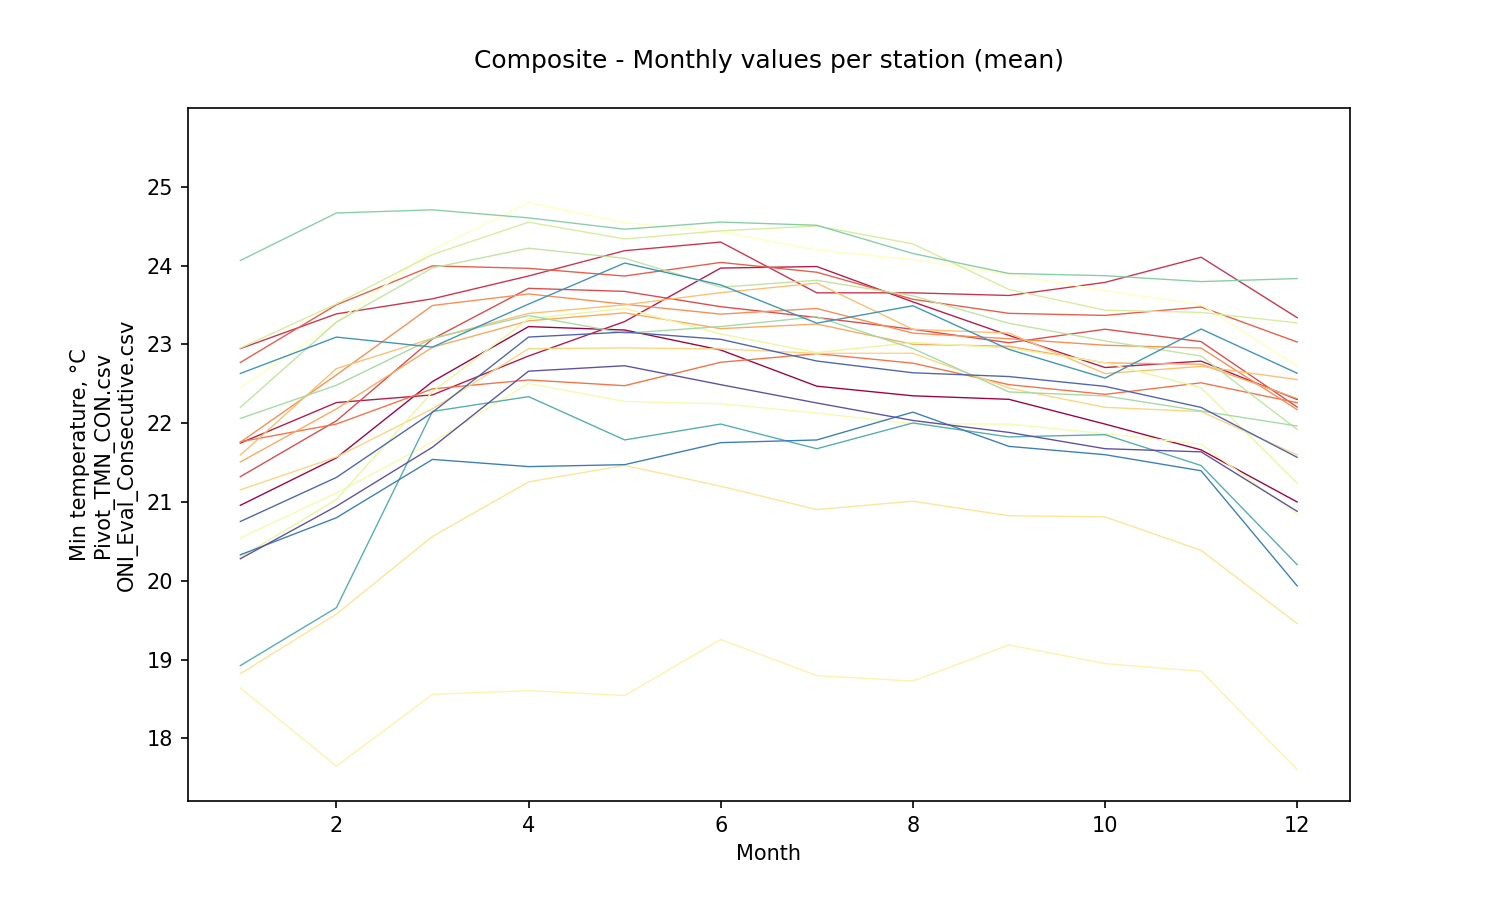 Composite - Monthly values per station (mean)
Min temperature, °C
Pivot_TMN_CON.csv
ONI_Eval_Consecutive.csv
25
24
23
22
21
20
19
18
2 4 6 8 10 12
Month